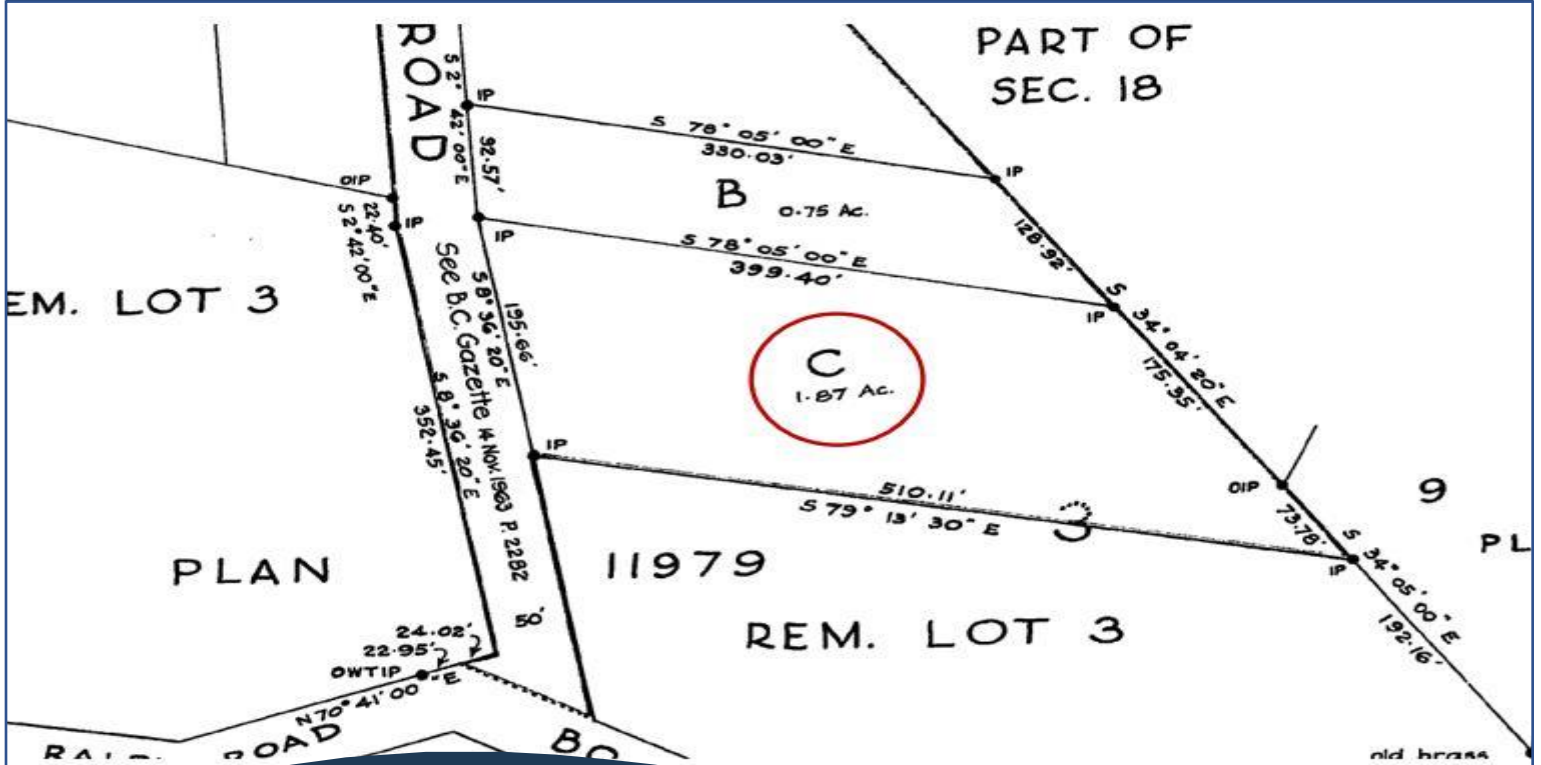 ROAD
PART OF
SEC. 18
S 2° 42' 00" E
92.57'
IP
S 78° 05' 00" E
330.03'
IP
B
0.75 Ac.
OIP
22.40'
S 2° 42' 00" E
IP
IP
S 78° 05' 00" E
399.40'
128.92'
IP
EM. LOT 3
See B.C. Gazette 14 Nov. 1963 P. 2282
S 8° 36' 20" E
195.66'
S 8° 36' 20" E
352.45'
C
1.87 Ac.
S 34° 04' 20" E
175.35'
IP
510.11'
S 79° 13' 30" E
3
OIP
73.78'
IP
9
PL
S 34° 05' 00" E
192.16'
PLAN
11979
50'
REM. LOT 3
24.02'
22.95'
OWTIP
N 70° 41' 00" E
ROAD
BO
old brass